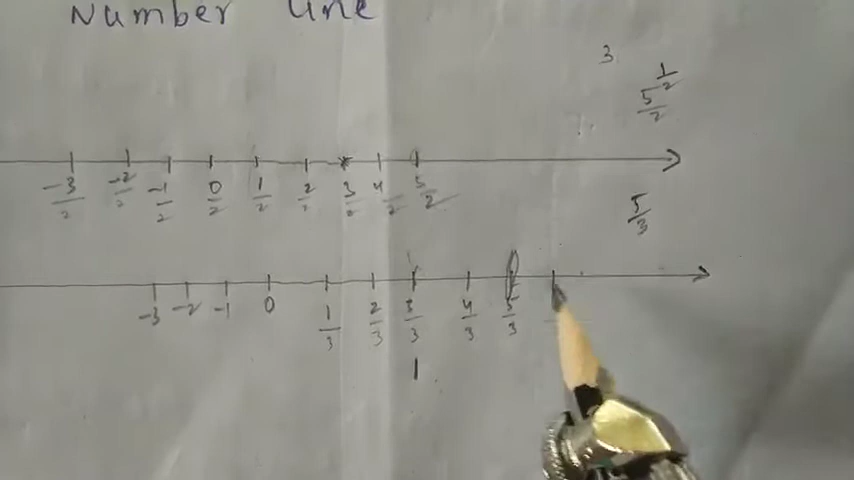 Number line
3
1/2
5/2
-3/2 -2/2 -1/2 0/2 1/2 2/2 3/2 4/2 5/2
5/3
-3 -2 -1 0 1/3 2/3 3/3 4/3 5/3
1